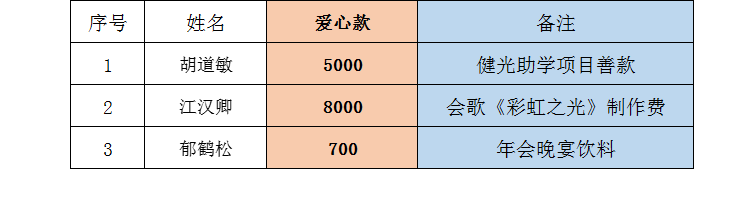 序号 姓名 爱心款 备注
1 胡道敏 5000 健光助学项目善款
2 江汉卿 8000 会歌《彩虹之光》制作费
3 郁鹤松 700 年会晚宴饮料